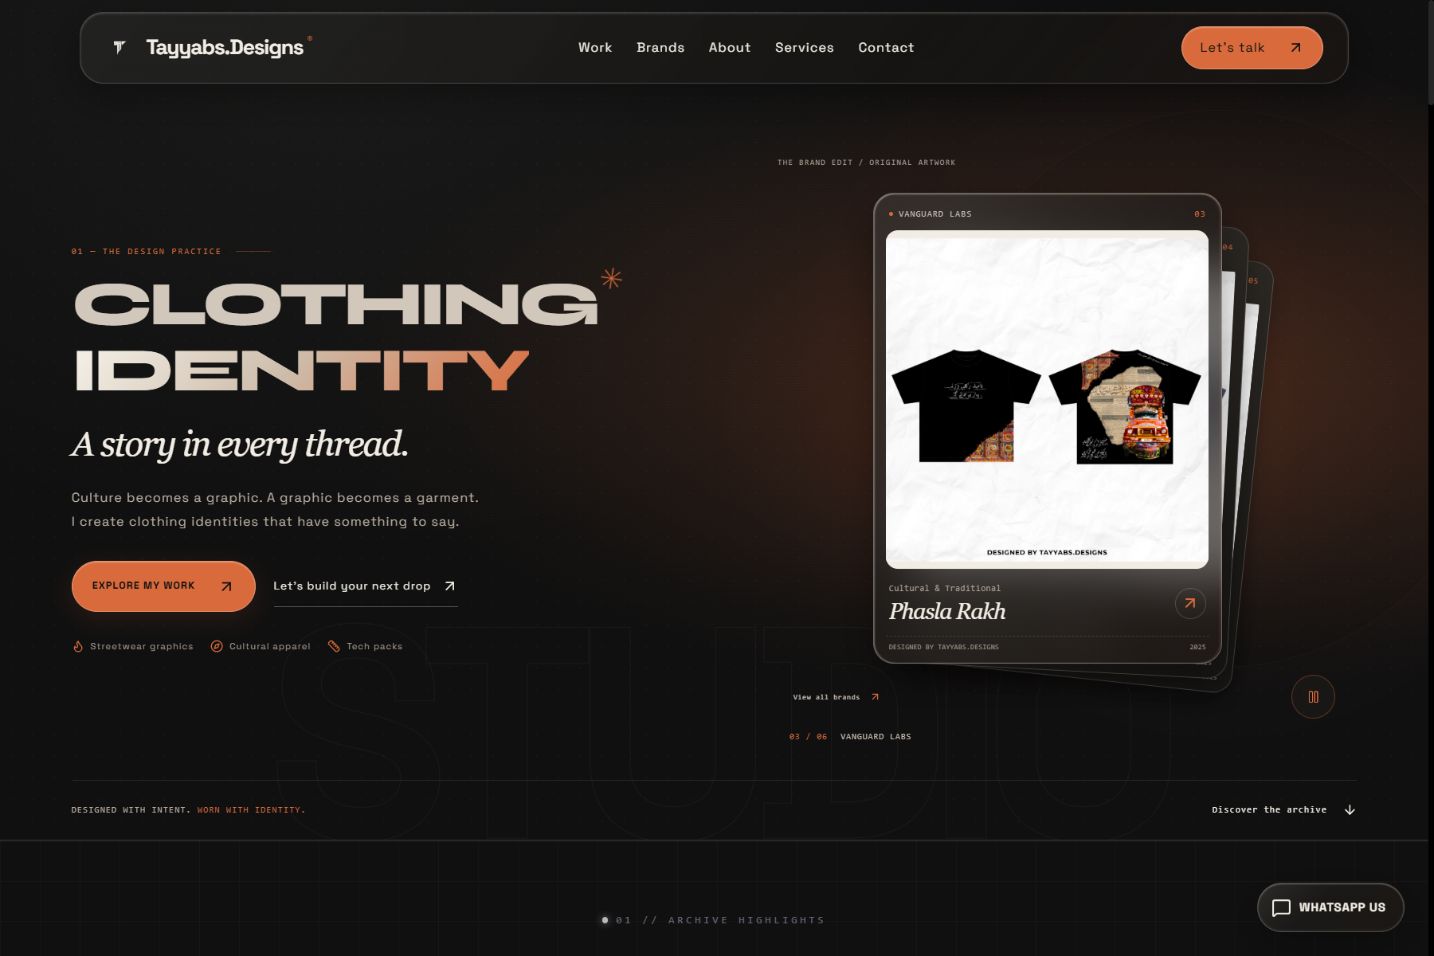 Tayyabs.Designs
Work
Brands
About
Services
Contact
Let's talk
THE BRAND EDIT / ORIGINAL ARTWORK
VANGUARD LABS
03
04
05
01 — THE DESIGN PRACTICE
CLOTHING
IDENTITY
A story in every thread.
Culture becomes a graphic. A graphic becomes a garment.
I create clothing identities that have something to say.
EXPLORE MY WORK
Let's build your next drop
Streetwear graphics
Cultural apparel
Tech packs
DESIGNED BY TAYYABS.DESIGNS
Cultural & Traditional
Phasla Rakh
DESIGNED BY TAYYABS.DESIGNS
2025
View all brands
03 / 06 VANGUARD LABS
STUDIO
DESIGNED WITH INTENT. WORN WITH IDENTITY.
Discover the archive
01 // ARCHIVE HIGHLIGHTS
WHATSAPP US